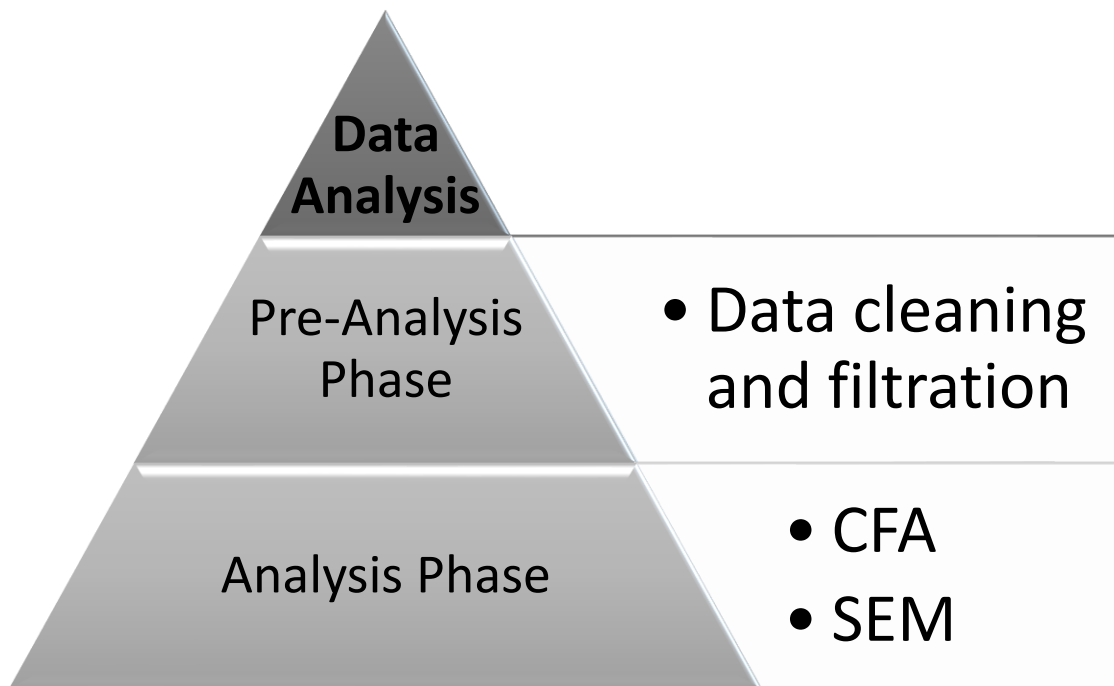 Data
Analysis
Pre-Analysis
Phase
• Data cleaning
and filtration
Analysis Phase
• CFA
• SEM